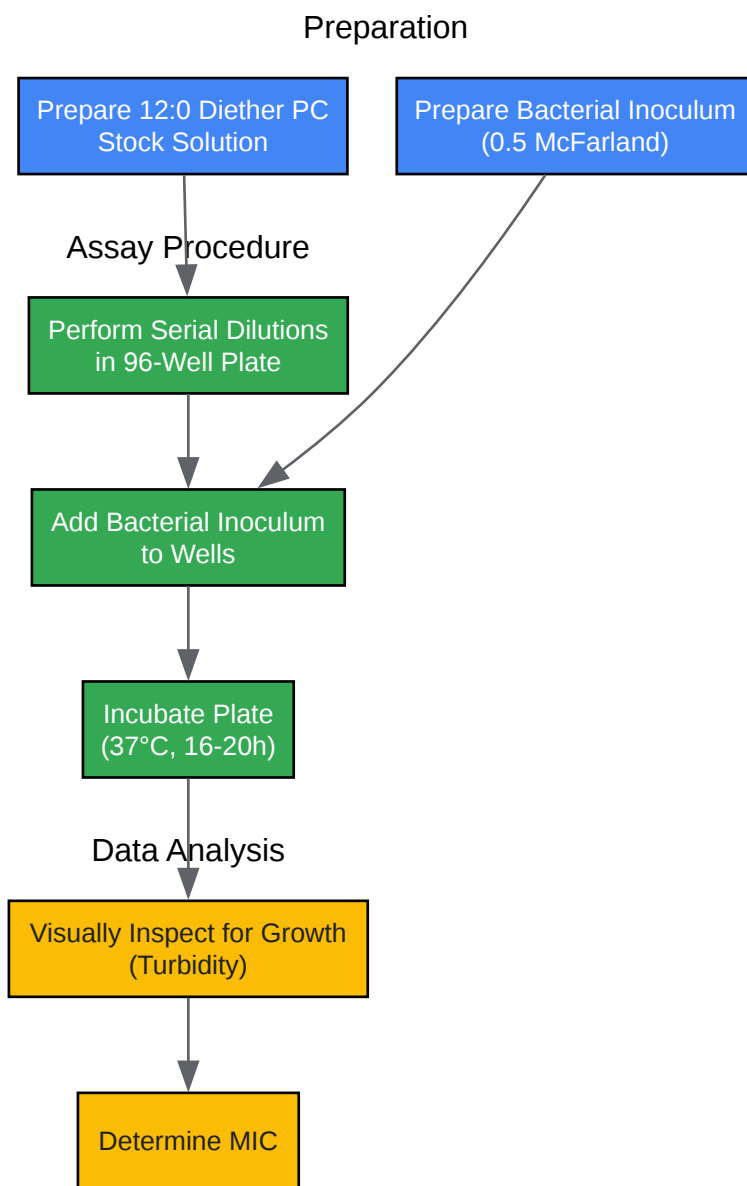 Preparation
Prepare 12:0 Diether PC
Stock Solution
Prepare Bacterial Inoculum
(0.5 McFarland)
Assay Procedure
Perform Serial Dilutions
in 96-Well Plate
Add Bacterial Inoculum
to Wells
Incubate Plate
(37°C, 16-20h)
Data Analysis
Visually Inspect for Growth
(Turbidity)
Determine MIC